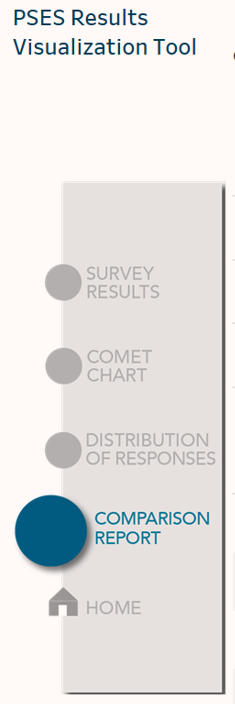 PSES Results
Visualization Tool
SURVEY
RESULTS
COMET
CHART
DISTRIBUTION
OF RESPONSES
COMPARISON
REPORT
HOME